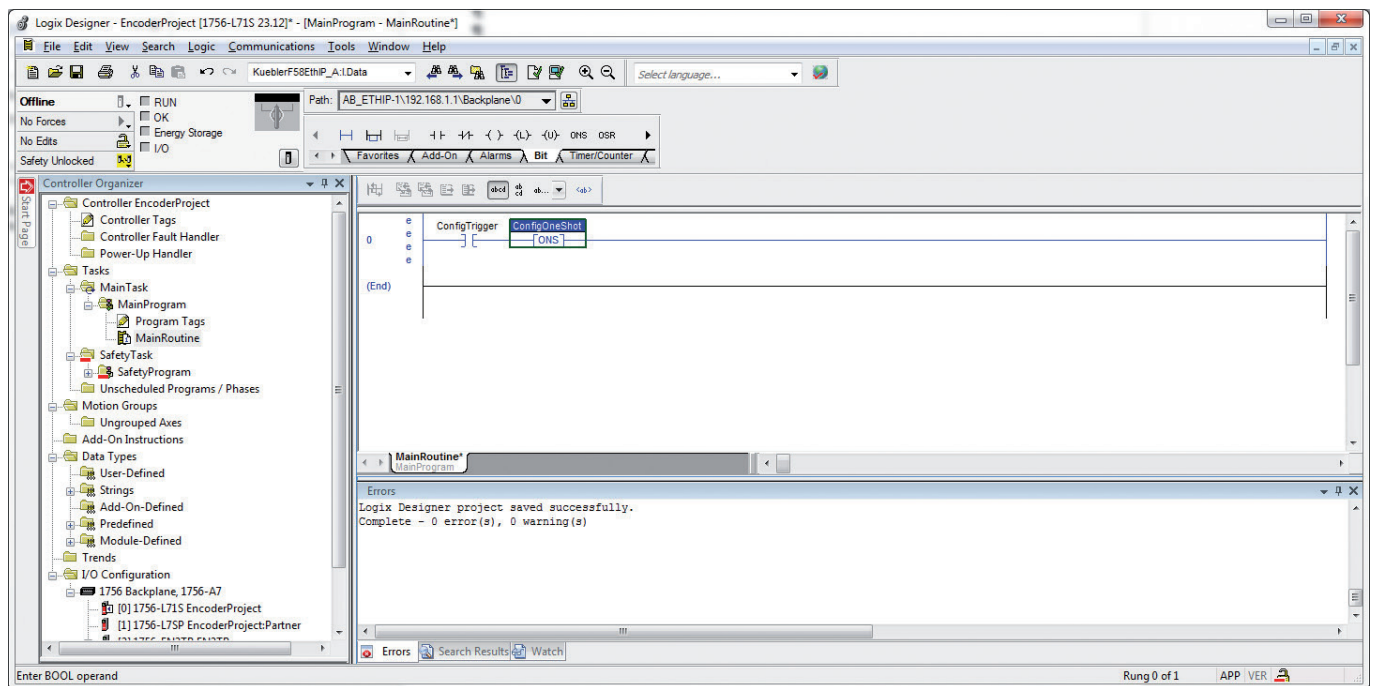 Logix Designer - EncoderProject [1756-L71S 23.12]* - [MainProgram - MainRoutine*]
File Edit View Search Logic Communications Tools Window Help
KueblerF58EthIP_A:I.Data
Select language...
Offline
RUN
No Forces
OK
No Edits
Energy Storage
Safety Unlocked
I/O
Path: AB_ETHIP-1\192.168.1.1\Backplane\0
(L) (U) ONS OSR
Favorites Add-On Alarms Bit Timer/Counter
Start Page
Controller Organizer
Controller EncoderProject
Controller Tags
Controller Fault Handler
Power-Up Handler
Tasks
MainTask
MainProgram
Program Tags
MainRoutine
SafetyTask
SafetyProgram
Unscheduled Programs / Phases
Motion Groups
Ungrouped Axes
Add-On Instructions
Data Types
User-Defined
Strings
Add-On-Defined
Predefined
Module-Defined
Trends
I/O Configuration
1756 Backplane, 1756-A7
[0] 1756-L71S EncoderProject
[1] 1756-L7SP EncoderProject:Partner
abcd ab cd ab... <ab>
e
e
e
e
0
ConfigTrigger ConfigOneShot
ONS
(End)
MainRoutine*
MainProgram
Errors
Logix Designer project saved successfully.
Complete - 0 error(s), 0 warning(s)
Errors Search Results Watch
Enter BOOL operand
Rung 0 of 1 APP VER